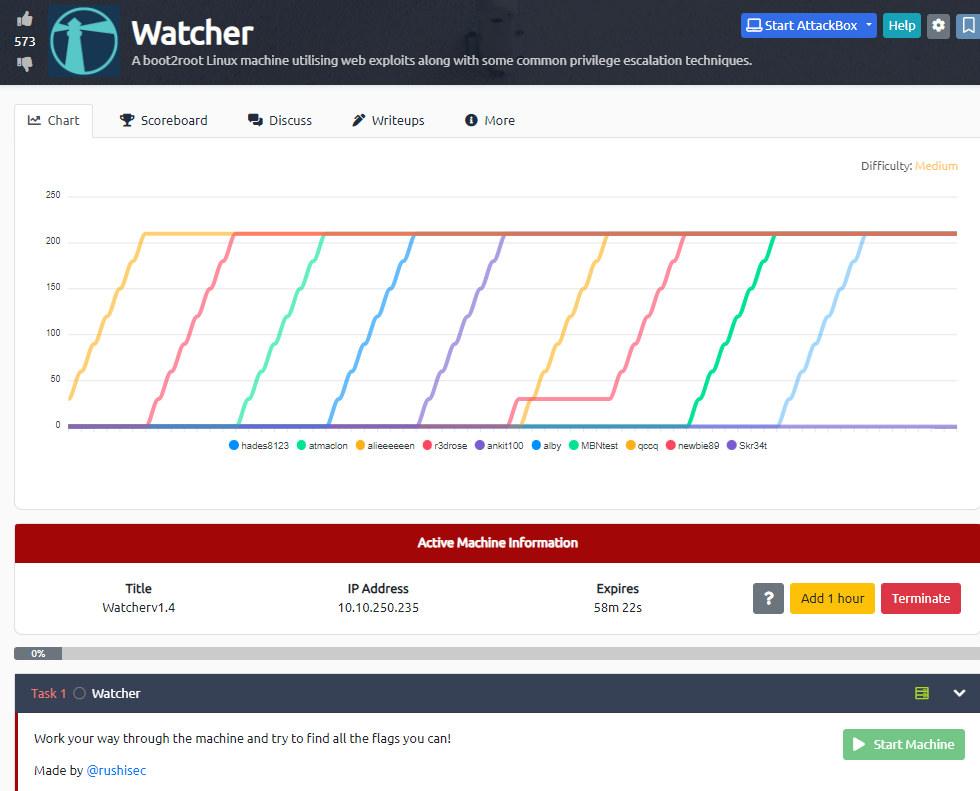 573
Watcher
A boot2root Linux machine utilising web exploits along with some common privilege escalation techniques.
Start AttackBox Help
Chart Scoreboard Discuss Writeups More
Difficulty: Medium
250
200
150
100
50
0
hades8123 atmacIon alieeeeeen r3drose ankit100 alby MBNtest qccq newbie89 Skr34t
Active Machine Information
Title IP Address Expires
Watcherv1.4 10.10.250.235 58m 22s ? Add 1 hour Terminate
0%
Task 1 Watcher
Work your way through the machine and try to find all the flags you can! Start Machine
Made by @rushisec